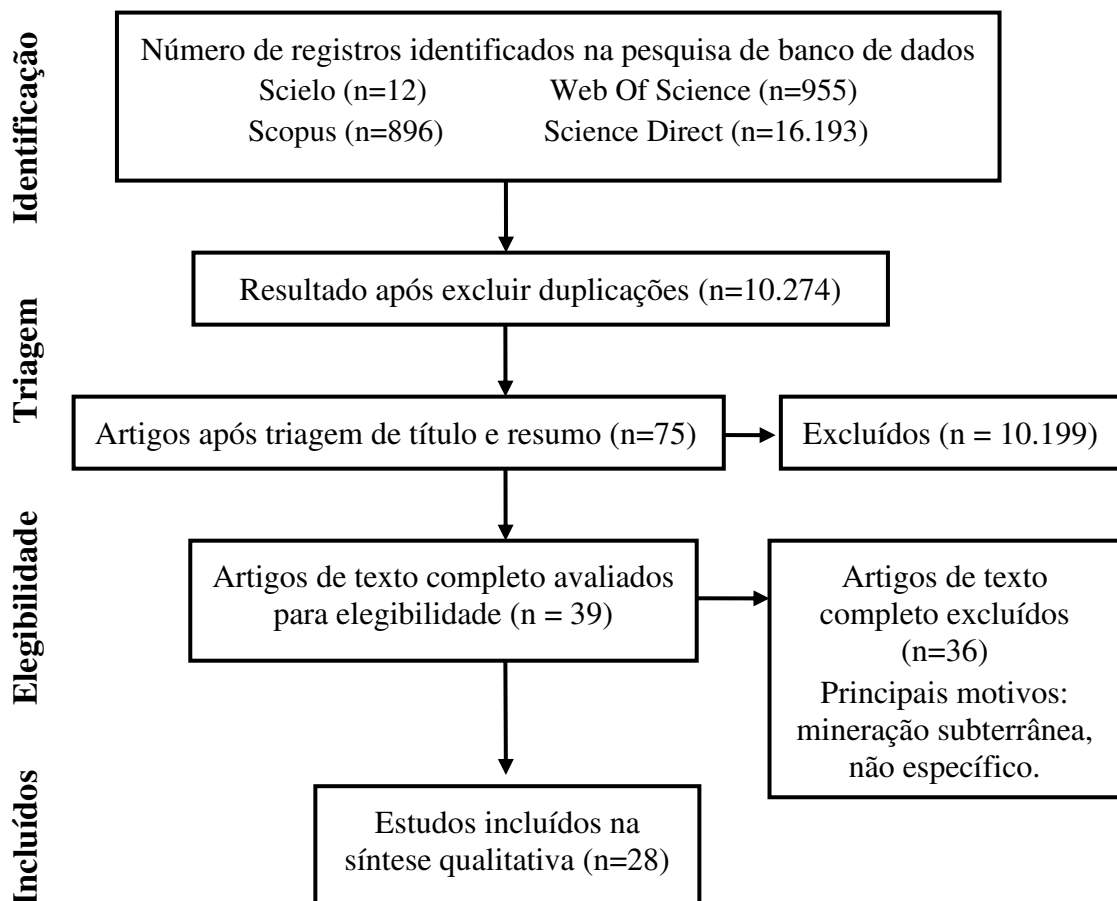 Identificação
Número de registros identificados na pesquisa de banco de dados
Scielo (n=12) Web Of Science (n=955)
Scopus (n=896) Science Direct (n=16.193)
Triagem
Resultado após excluir duplicações (n=10.274)
Artigos após triagem de título e resumo (n=75)
Excluídos (n = 10.199)
Elegibilidade
Artigos de texto completo avaliados
para elegibilidade (n = 39)
Artigos de texto
completo excluídos
(n=36)
Principais motivos:
mineração subterrânea,
não específico.
Incluídos
Estudos incluídos na
síntese qualitativa (n=28)